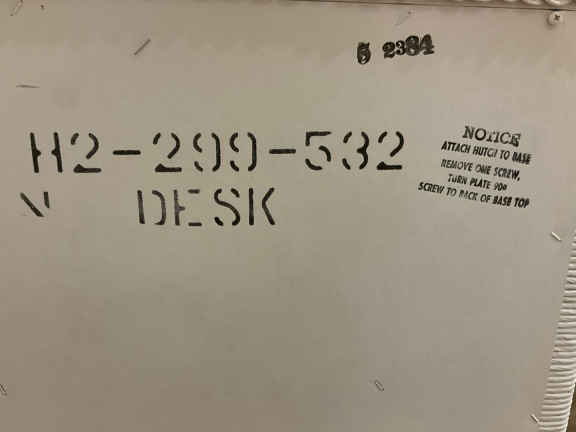 5 2384
H2-299-532
DESK
NOTICE
ATTACH HUTCH TO BASE
REMOVE ONE SCREW,
TURN PLATE 90º
SCREW TO BACK OF BASE TOP